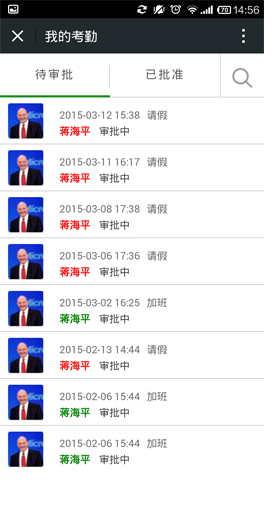 70 14:56
我的考勤
待审批 已批准
2015-03-12 15:38 请假
蒋海平 审批中
2015-03-11 16:17 请假
蒋海平 审批中
2015-03-08 17:38 请假
蒋海平 审批中
2015-03-06 17:36 请假
蒋海平 审批中
2015-03-02 16:25 加班
蒋海平 审批中
2015-02-13 14:44 请假
蒋海平 审批中
2015-02-06 15:44 加班
蒋海平 审批中
2015-02-06 15:44 加班
蒋海平 审批中